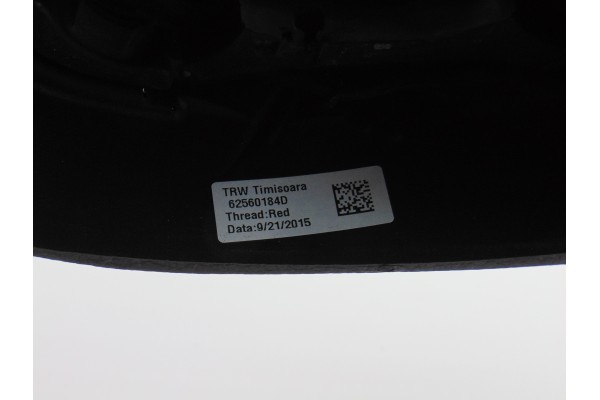 TRW Timisoara
62560184D
Thread:Red
Data:9/21/2015